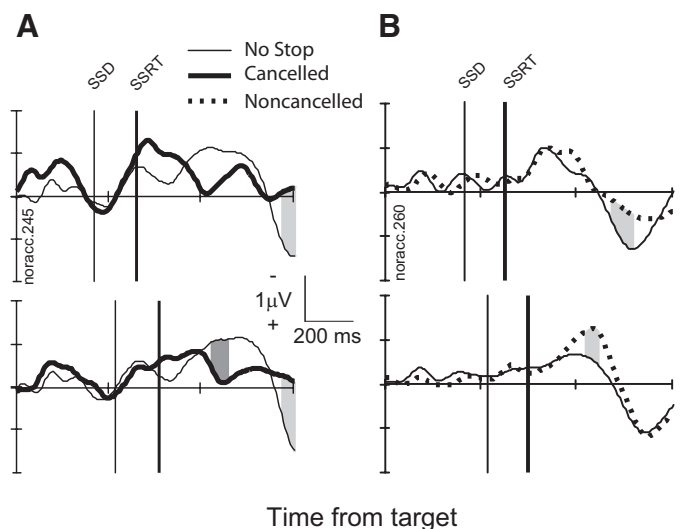 A
SSD
SSRT
No Stop
Cancelled
Noncancelled
B
SSD
SSRT
noracc.245
noracc.260
-
1µV
+
200 ms
Time from target